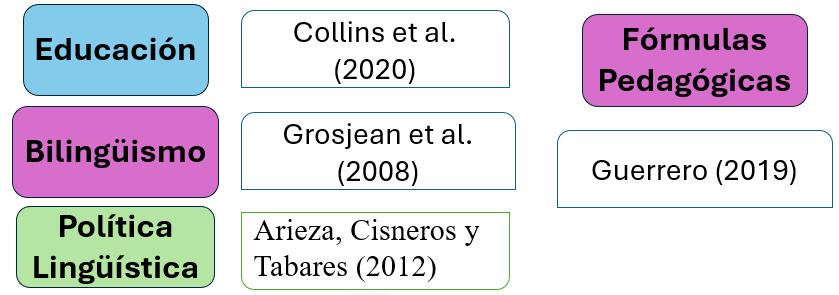 Educación
Collins et al.
(2020)
Fórmulas
Pedagógicas
Bilingüismo
Grosjean et al.
(2008)
Guerrero (2019)
Política
Lingüística
Arieza, Cisneros y
Tabares (2012)